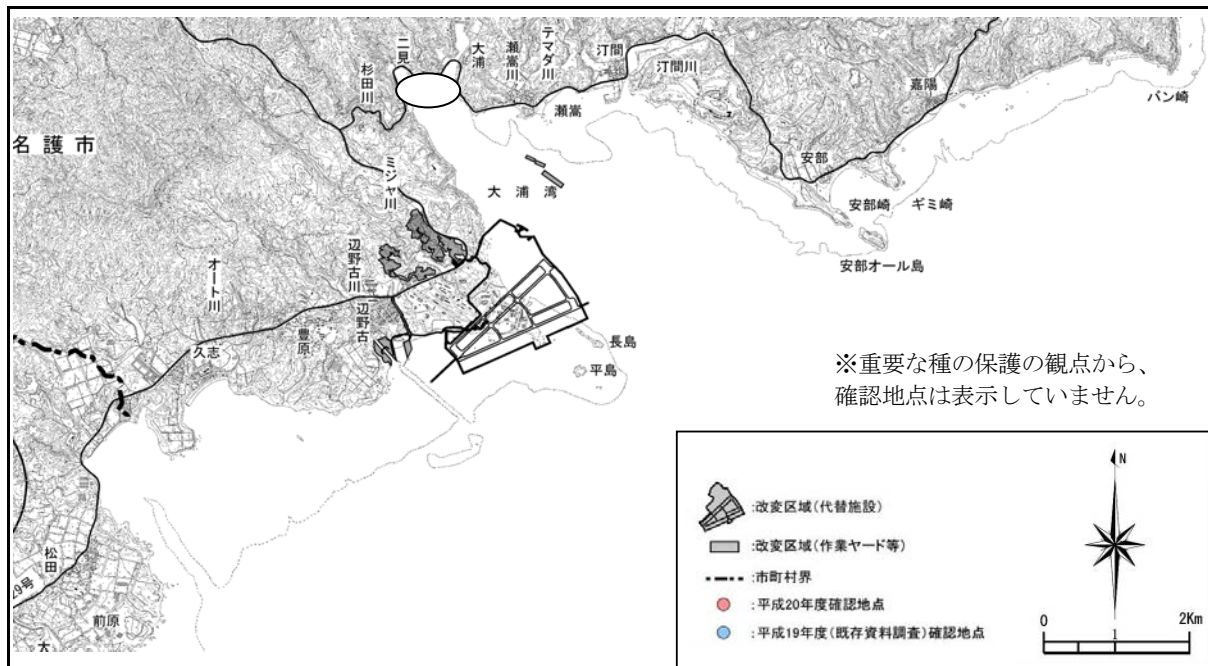 二見
大浦
瀬嵩川
テマダ川
汀間
汀間川
嘉陽
杉田川
バン崎
瀬嵩
名護市
安部
ミジャ川
大浦湾
安部崎
ギミ崎
安部オール島
辺野古川
オート川
辺野古
豊原
久志
長島
平島
※重要な種の保護の観点から、
確認地点は表示していません。
松田
29号
前原
大
:改変区域(代替施設)
:改変区域(作業ヤード等)
:市町村界
:平成20年度確認地点
:平成19年度(既存資料調査)確認地点
N
0 1 2Km